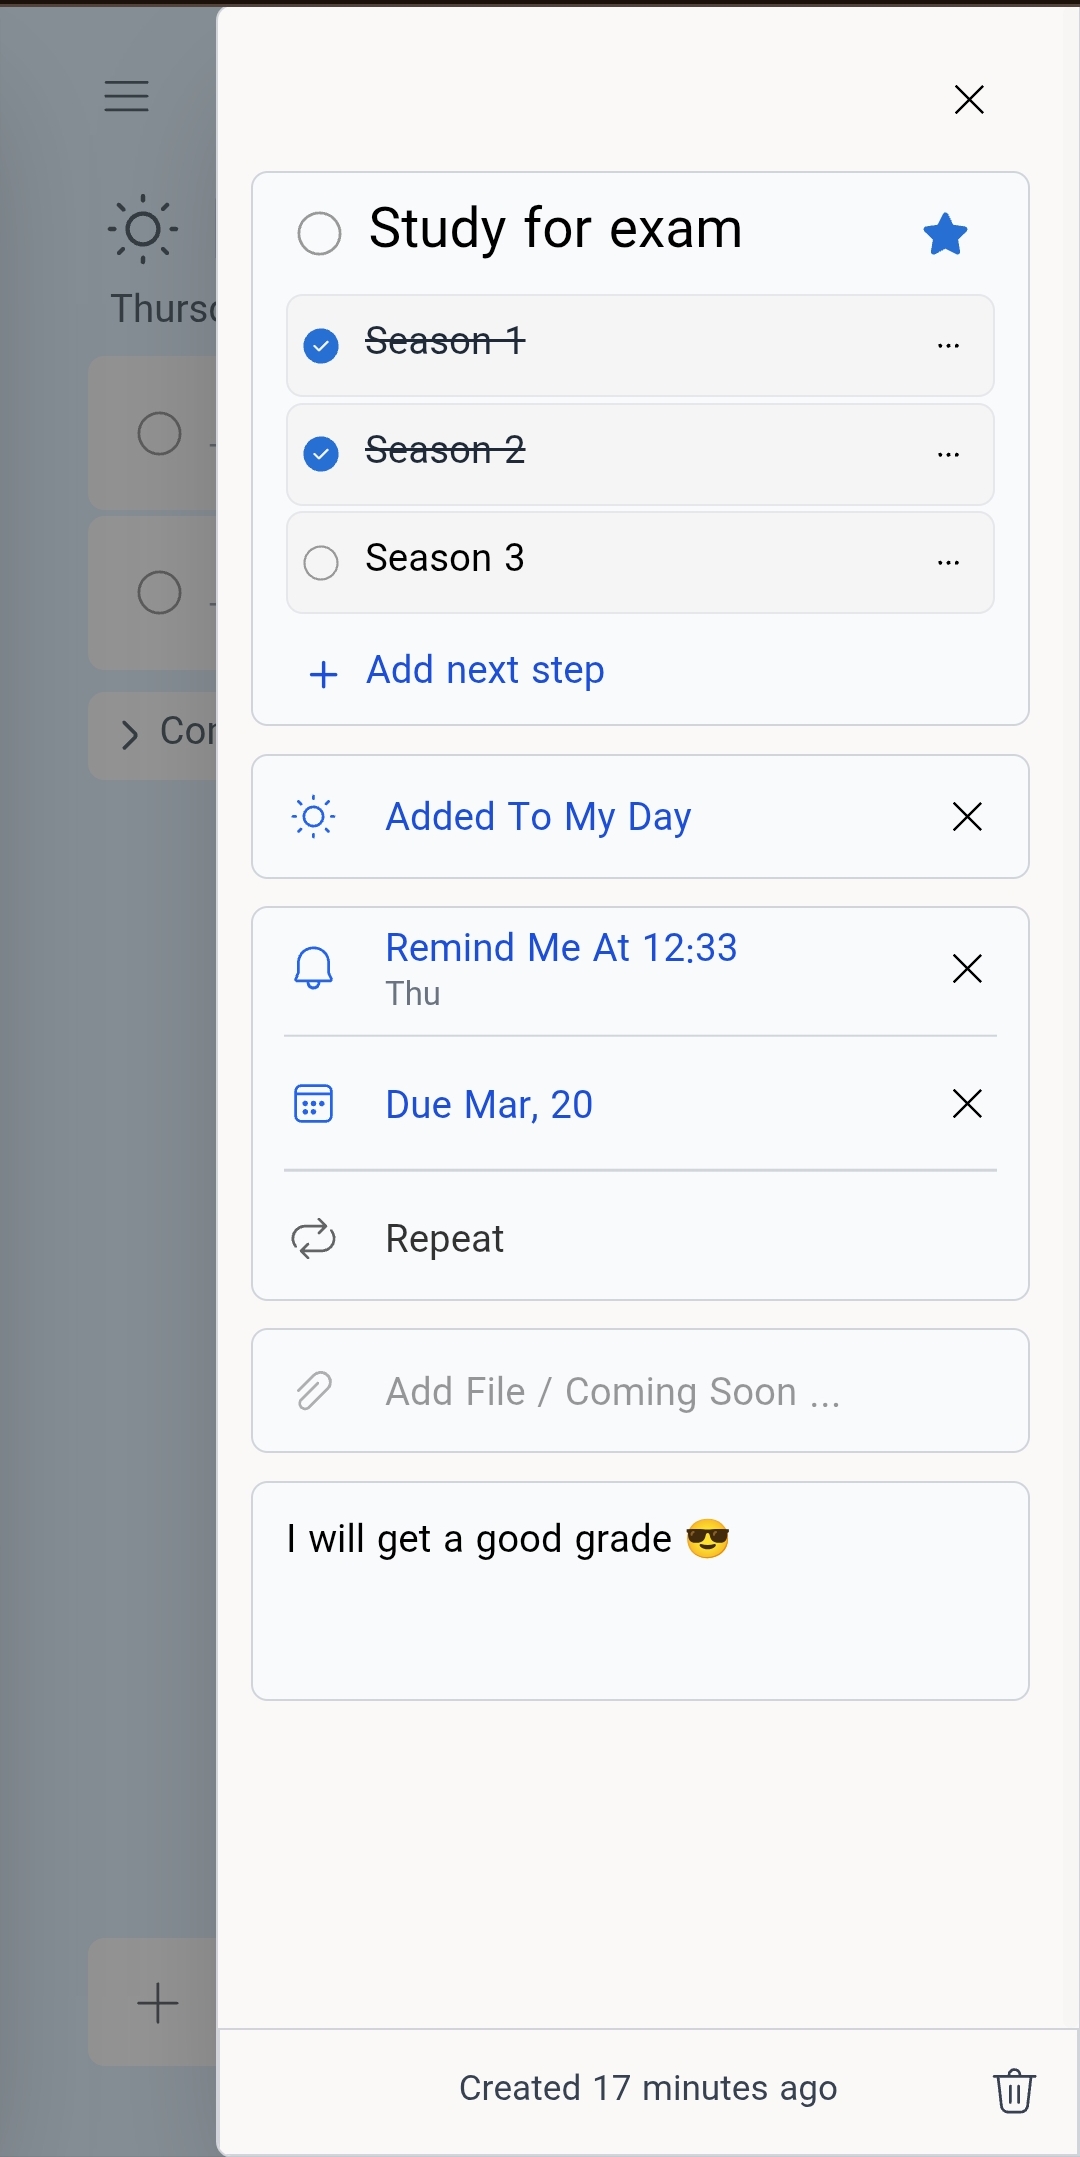 Thurs
Study for exam
Season 1
...
Season 2
...
Season 3
...
Add next step
Con
Added To My Day
Remind Me At 12:33
Thu
Due Mar, 20
Repeat
Add File / Coming Soon ...
I will get a good grade 😎
Created 17 minutes ago